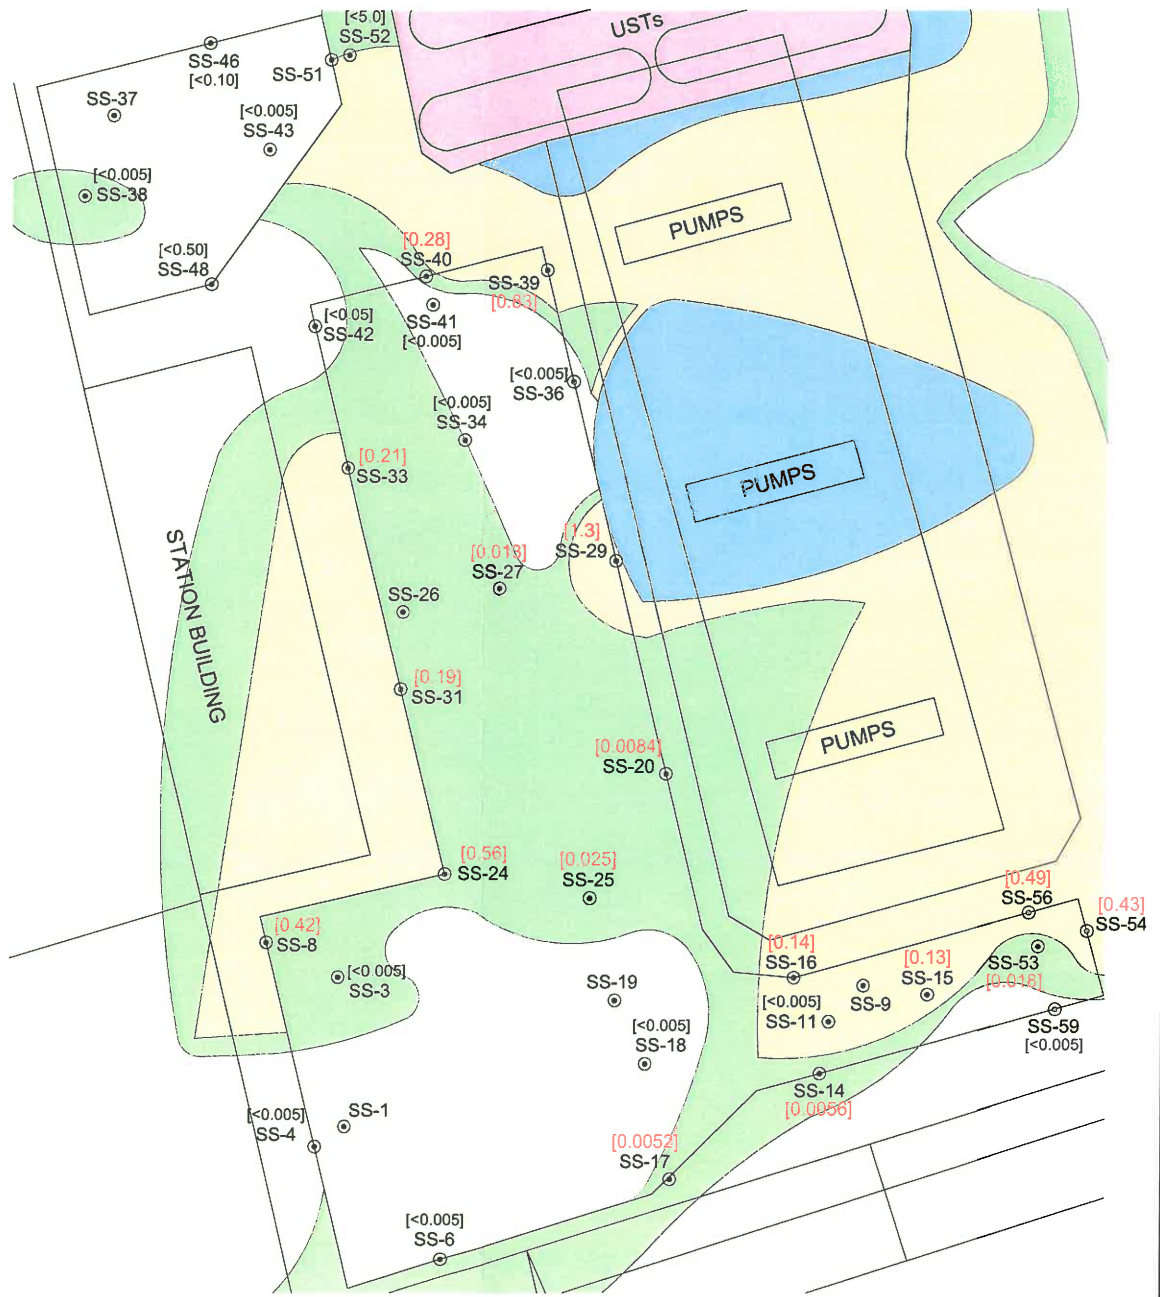 [<5.0]
SS-52
USTs
SS-46
[<0.10]
SS-51
SS-37
[<0.005]
SS-43
[<0.005]
SS-38
PUMPS
[<0.50]
SS-48
[0.28]
SS-40
SS-39
[0.83]
[<0.05]
SS-42
SS-41
[<0.005]
[<0.005]
SS-36
[<0.005]
SS-34
[0.21]
SS-33
PUMPS
[1.3]
SS-29
[0.013]
SS-27
STATION BUILDING
SS-26
[0.19]
SS-31
PUMPS
[0.0084]
SS-20
[0.56]
SS-24
[0.025]
SS-25
[0.49]
SS-56
[0.43]
SS-54
[0.42]
SS-8
[0.14]
SS-16
SS-53
[0.018]
[0.13]
SS-15
[<0.005]
SS-3
SS-19
SS-9
[<0.005]
SS-11
SS-59
[<0.005]
[<0.005]
SS-18
SS-14
[0.0056]
SS-1
[<0.005]
SS-4
[0.0052]
SS-17
[<0.005]
SS-6